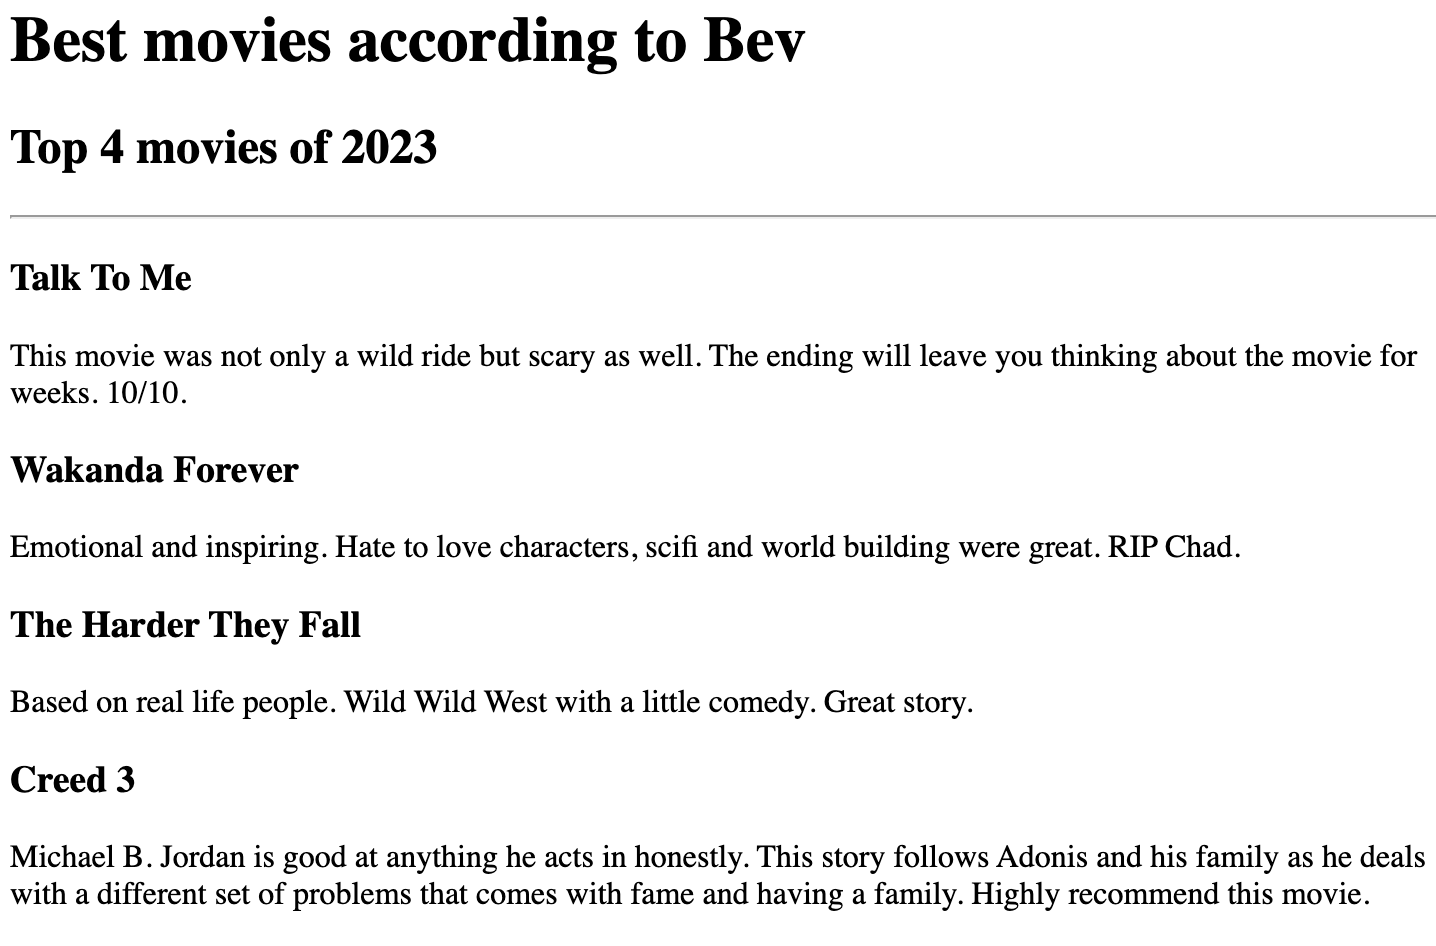 Best movies according to Bev
Top 4 movies of 2023
Talk To Me
This movie was not only a wild ride but scary as well. The ending will leave you thinking about the movie for
weeks. 10/10.
Wakanda Forever
Emotional and inspiring. Hate to love characters, scifi and world building were great. RIP Chad.
The Harder They Fall
Based on real life people. Wild Wild West with a little comedy. Great story.
Creed 3
Michael B. Jordan is good at anything he acts in honestly. This story follows Adonis and his family as he deals
with a different set of problems that comes with fame and having a family. Highly recommend this movie.